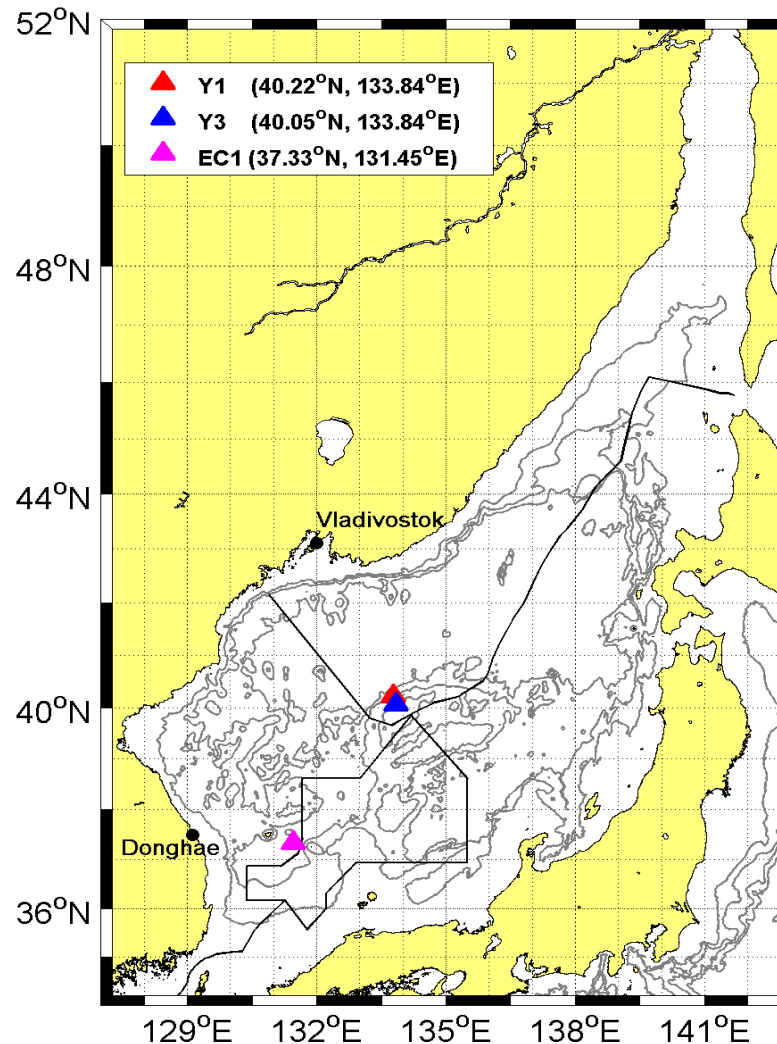 52°N
Y1 (40.22°N, 133.84°E)
Y3 (40.05°N, 133.84°E)
EC1 (37.33°N, 131.45°E)
48°N
44°N
Vladivostok
40°N
Donghae
36°N
129°E 132°E 135°E 138°E 141°E